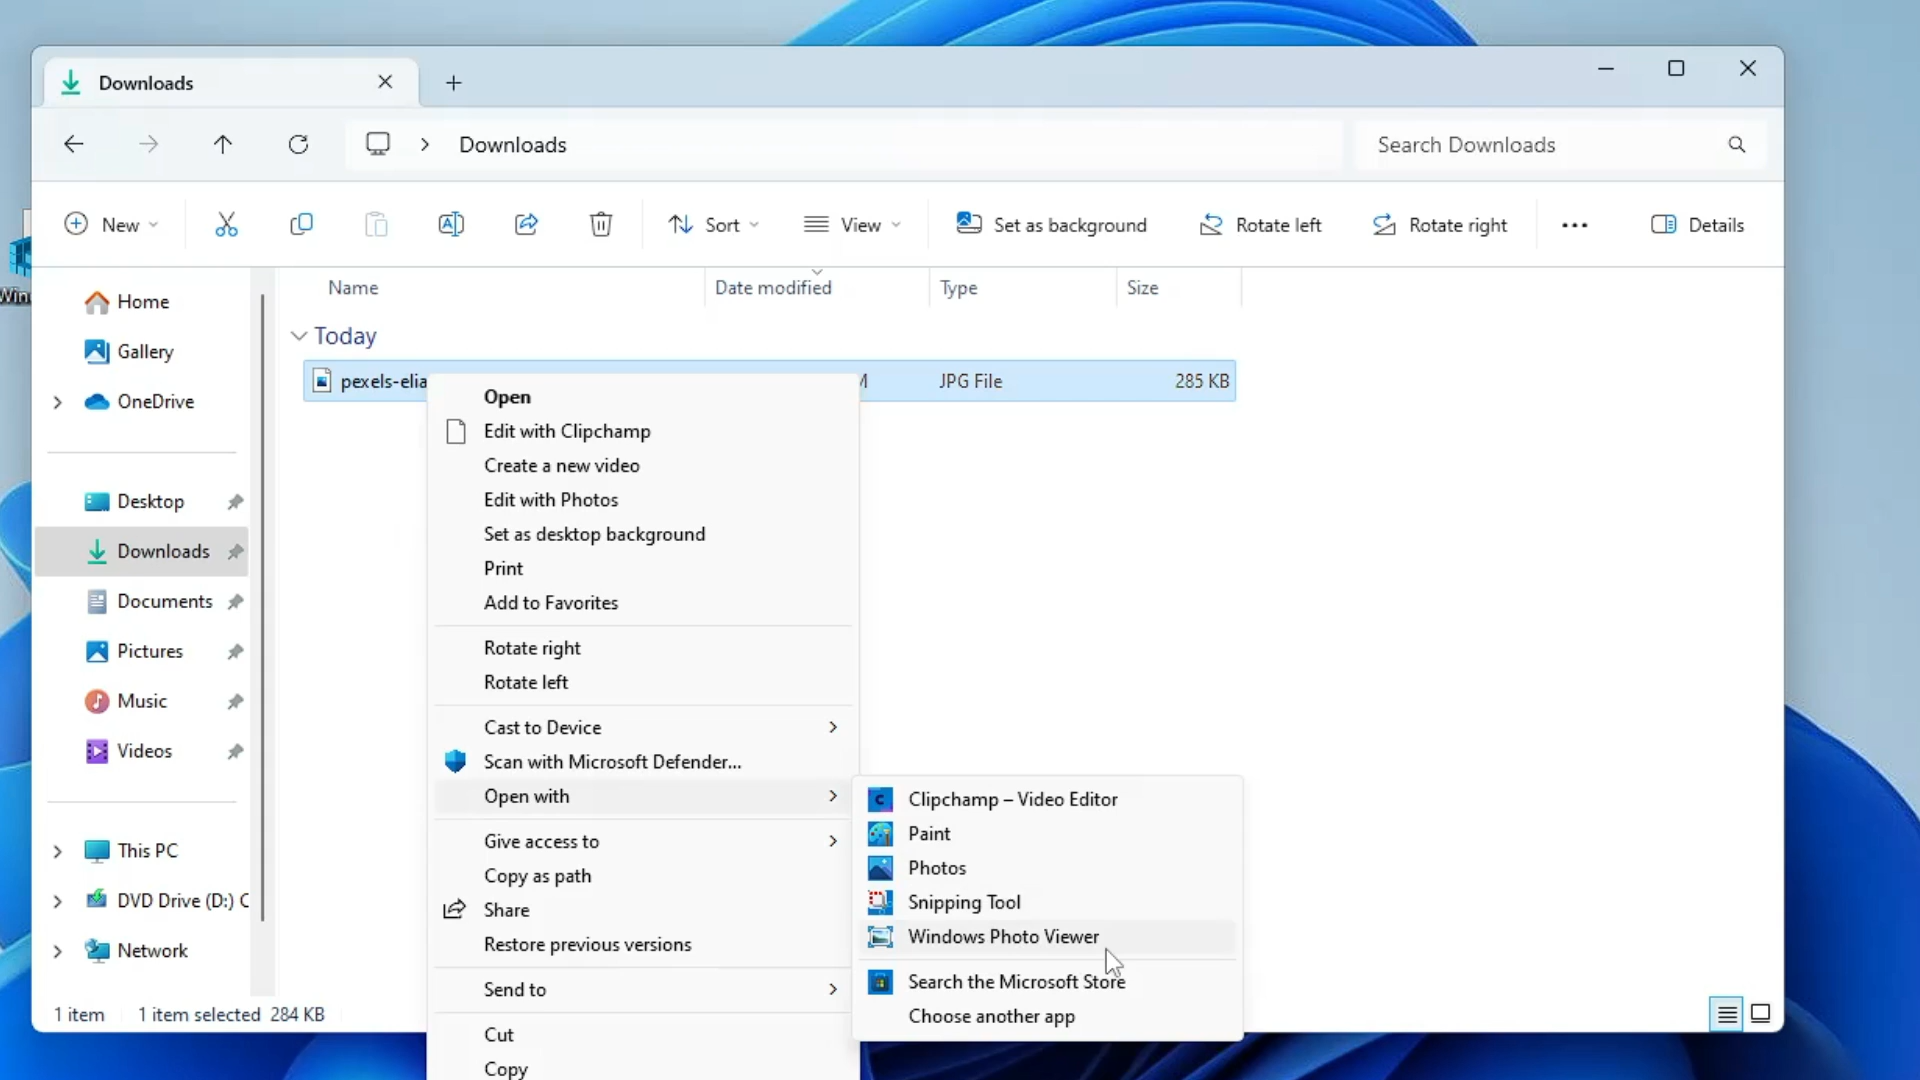 Downloads
Downloads
Search Downloads
New
Sort
View
Set as background
Rotate left
Rotate right
Details
Name
Date modified
Type
Size
Home
Gallery
OneDrive
Desktop
Downloads
Documents
Pictures
Music
Videos
This PC
DVD Drive (D:) C
Network
Today
pexels-elia
JPG File
285 KB
Open
Edit with Clipchamp
Create a new video
Edit with Photos
Set as desktop background
Print
Add to Favorites
Rotate right
Rotate left
Cast to Device
Scan with Microsoft Defender...
Open with
Give access to
Copy as path
Share
Restore previous versions
Send to
Cut
Copy
Clipchamp – Video Editor
Paint
Photos
Snipping Tool
Windows Photo Viewer
Search the Microsoft Store
Choose another app
1 item
1 item selected 284 KB